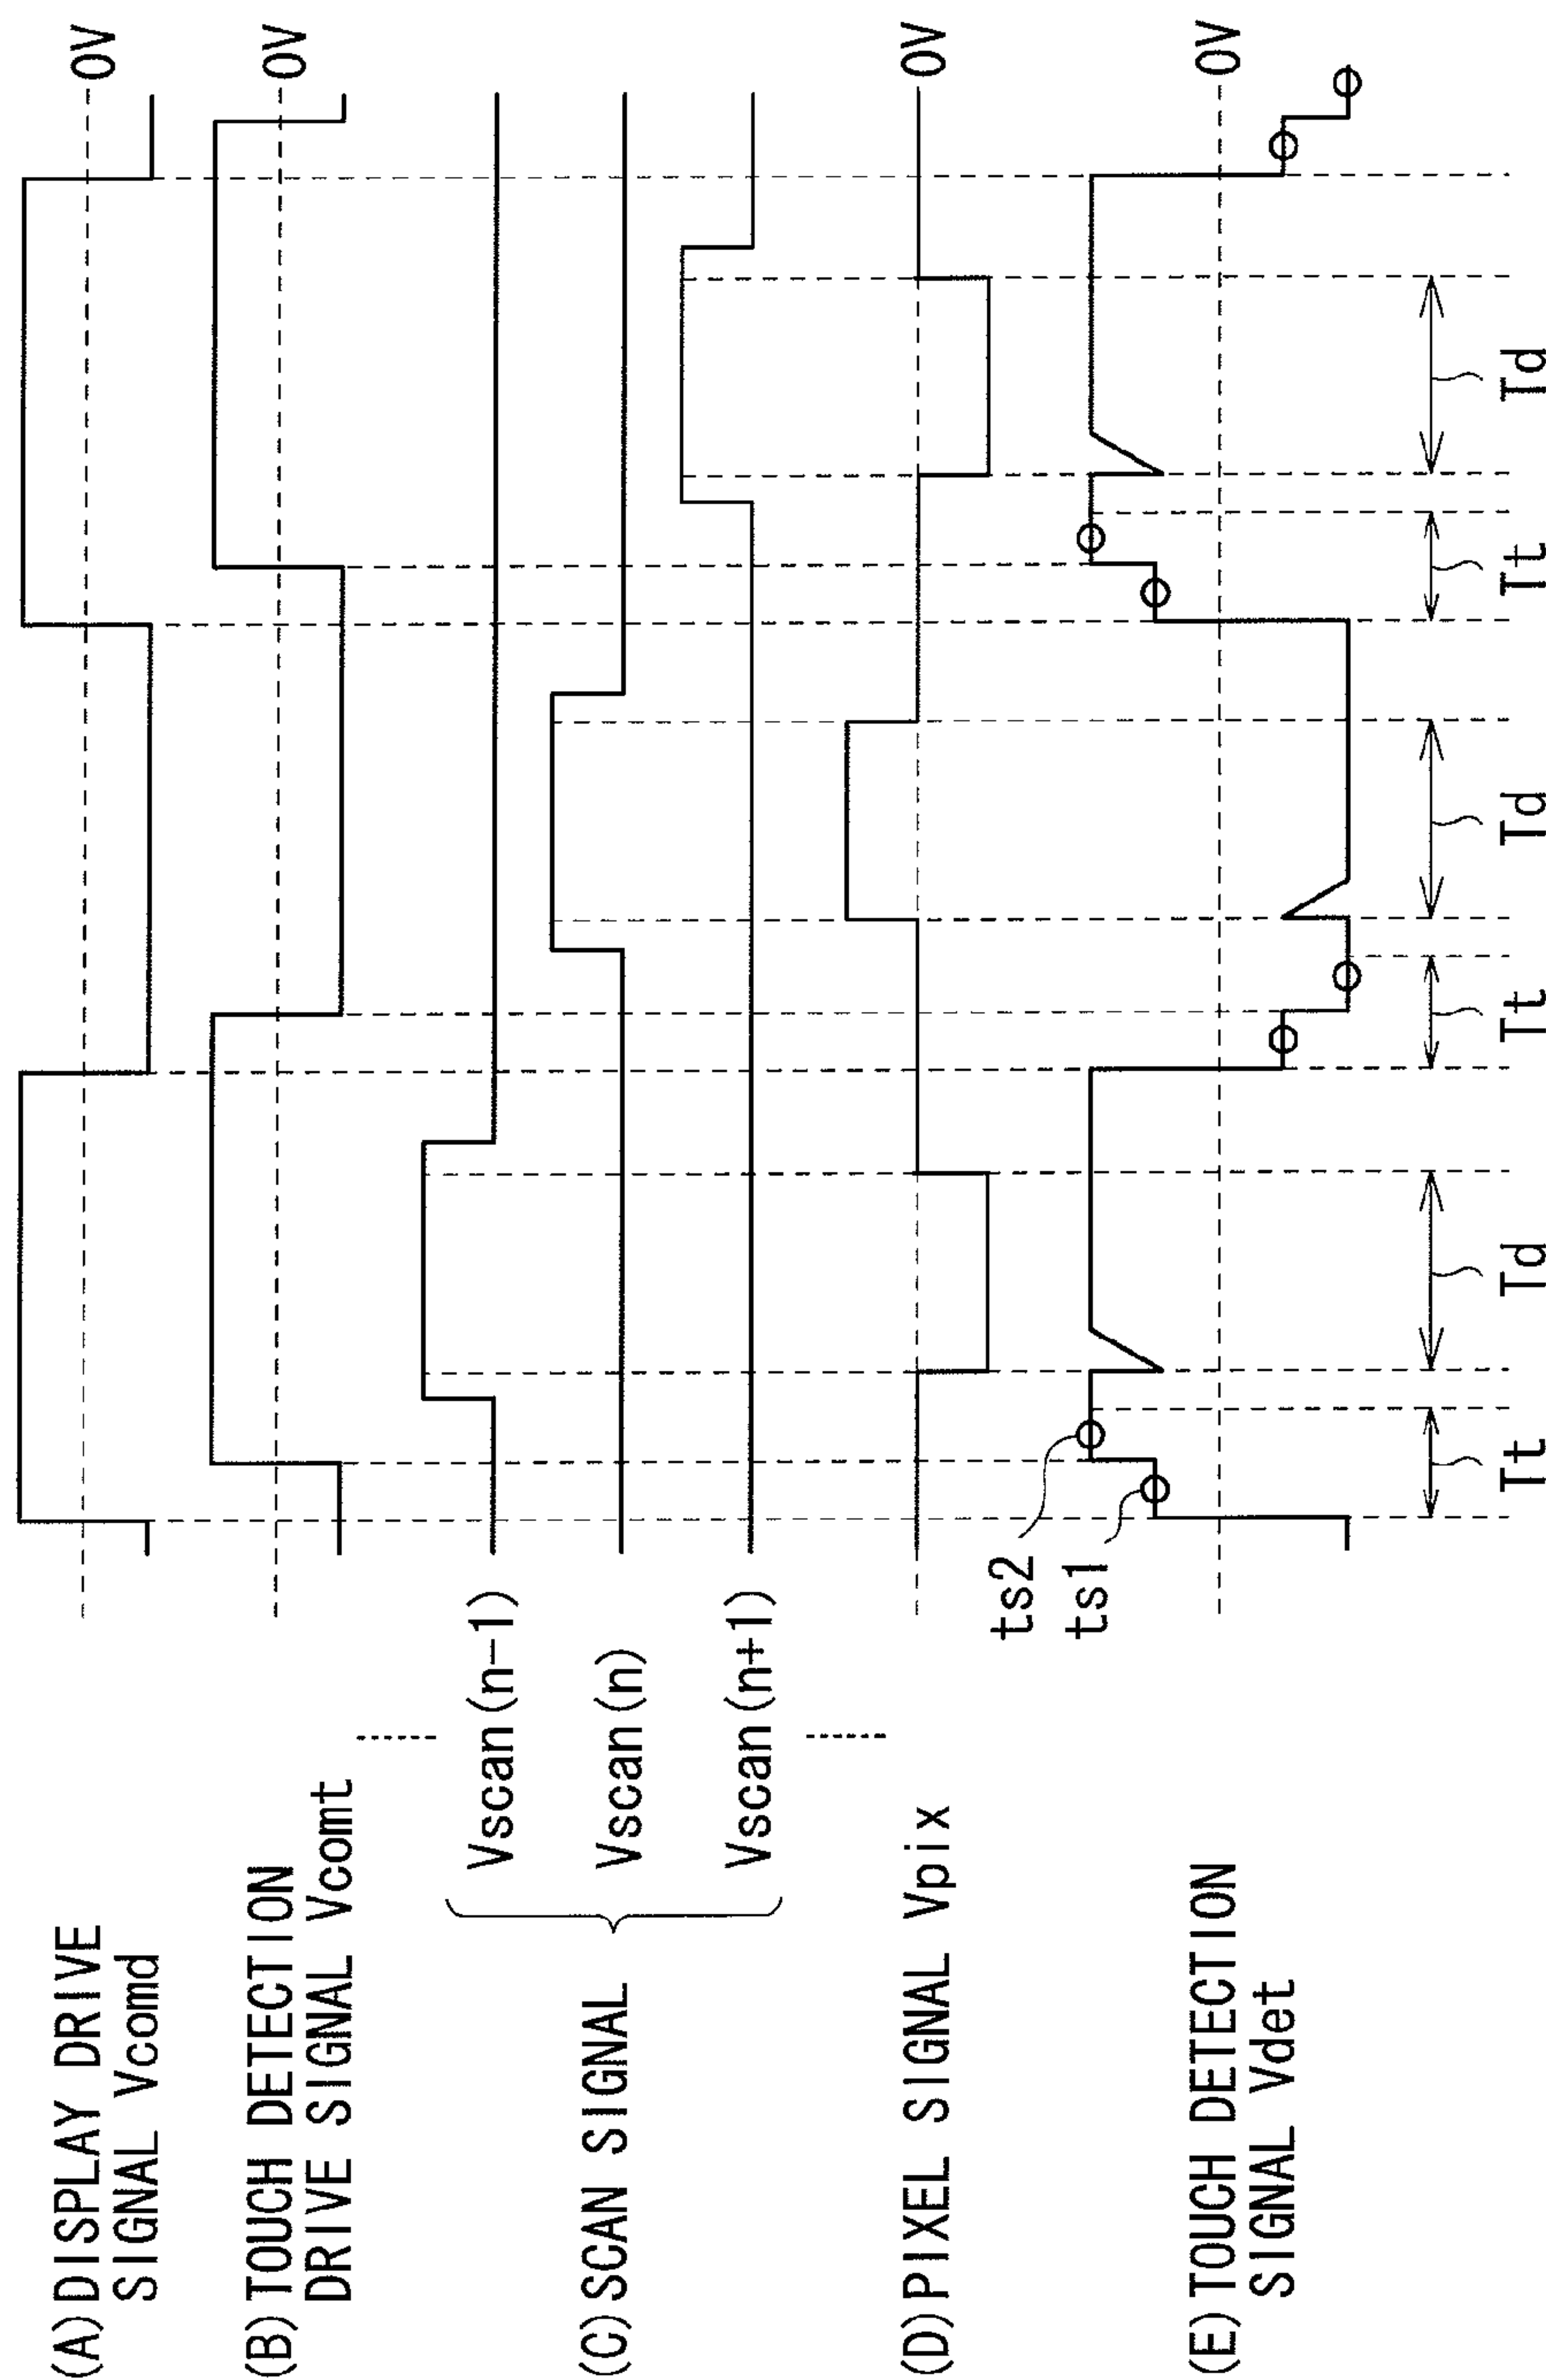 (A)DISPLAY DRIVE
SIGNAL Vcomd
0V
(B)TOUCH DETECTION
DRIVE SIGNAL Vcomt
0V
(C)SCAN SIGNAL
Vscan(n-1)
Vscan(n)
Vscan(n+1)
(D)PIXEL SIGNAL Vpix
0V
ts2
ts1
(E)TOUCH DETECTION
SIGNAL Vdet
0V
Tt
Td
Tt
Td
Tt
Td